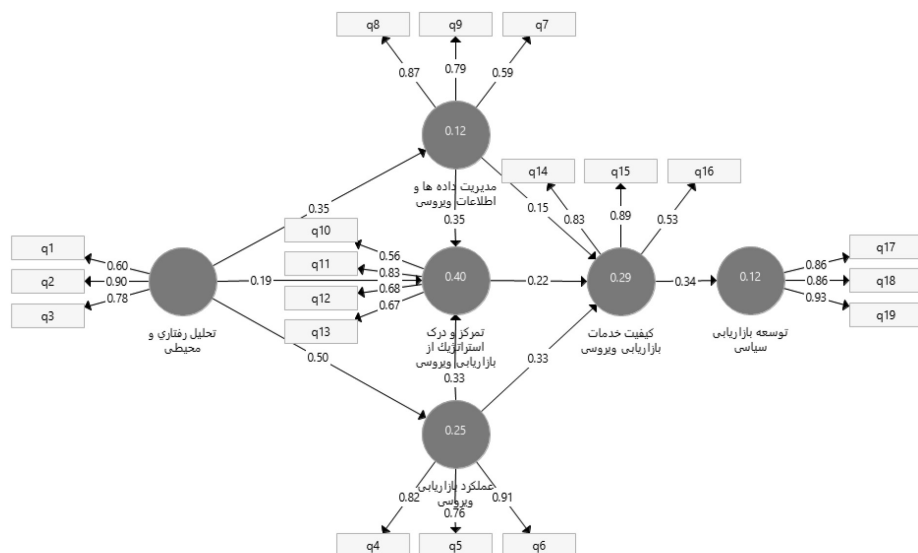 q8
q9
q7
0.87
0.79
0.59
0.12
مديريت داده ها و
اطلاعات ویروسی
q14
q15
q16
0.35
0.35
0.15
0.83
0.89
0.53
q10
q11
q12
q13
0.56
0.83
0.68
0.67
q1
q2
q3
0.60
0.90
0.78
تحليل رفتاري و
محیطی
0.19
0.40
تمرکز و درک
استراتژيك از
بازاریابی ویروسی
0.22
0.29
کیفیت خدمات
بازاریابی ویروسی
0.34
0.12
توسعه بازاریابی
سیاسی
0.86
0.86
0.93
q17
q18
q19
0.50
0.33
0.33
0.25
عملکرد بازاریابی
ویروسی
0.82
0.76
0.91
q4
q5
q6